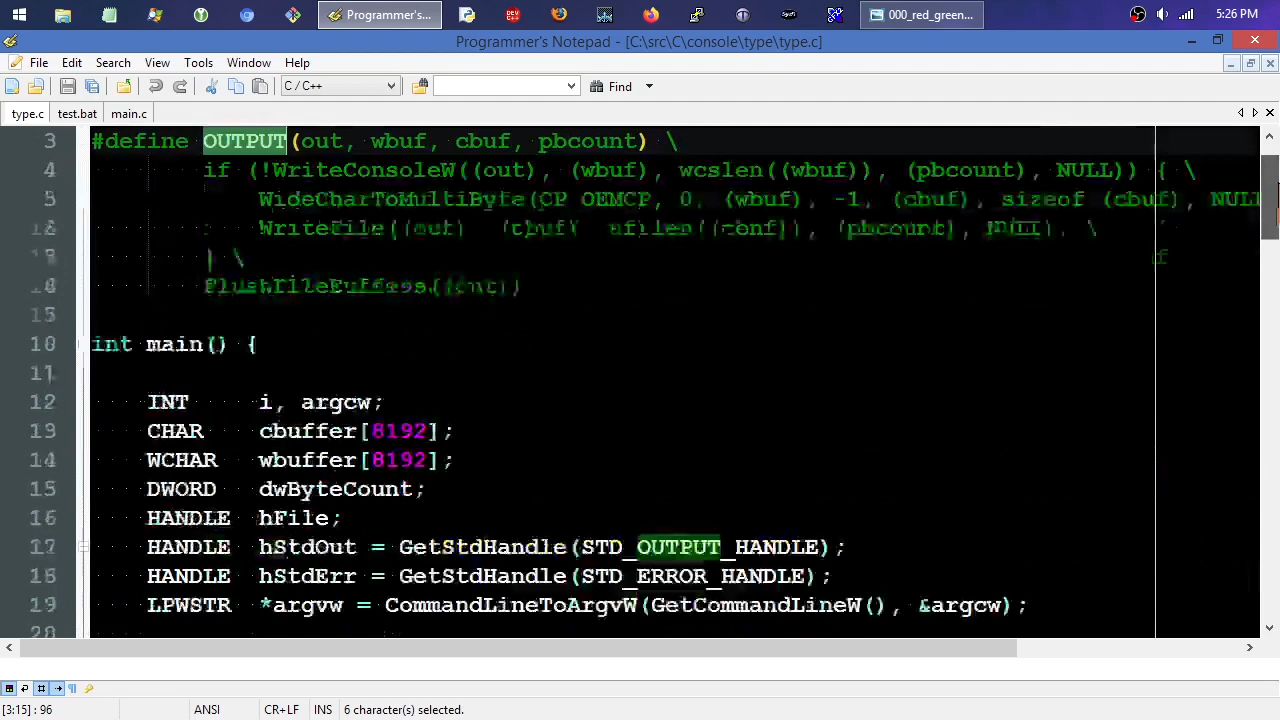 Programmer's...
000_red_green...
5:26 PM
Programmer's Notepad - [C:\src\C\console\type\type.c]
File Edit Search View Tools Window Help
C / C++
Find
type.c test.bat main.c
3 #define OUTPUT(out, wbuf, cbuf, pbcount) \
4 if (!WriteConsoleW((out), (wbuf), wcslen((wbuf)), (pbcount), NULL)) { \
5 WideCharToMultiByte(CP_OEMCP, 0, (wbuf), -1, (cbuf), sizeof (cbuf), NULL
(pbcount), \
\
10 int main() {
11
12 INT i, argcw;
13 CHAR cbuffer[8192];
14 WCHAR wbuffer[8192];
15 DWORD dwByteCount;
16 HANDLE hFile;
17 HANDLE hStdOut = GetStdHandle(STD_OUTPUT_HANDLE);
HANDLE hStdErr = GetStdHandle(STD_ERROR_HANDLE);
19 LPWSTR *argvw = CommandLineToArgvW(GetCommandLineW(), &argcw);
20
[3:15] : 96 ANSI CR+LF INS 6 character(s) selected.